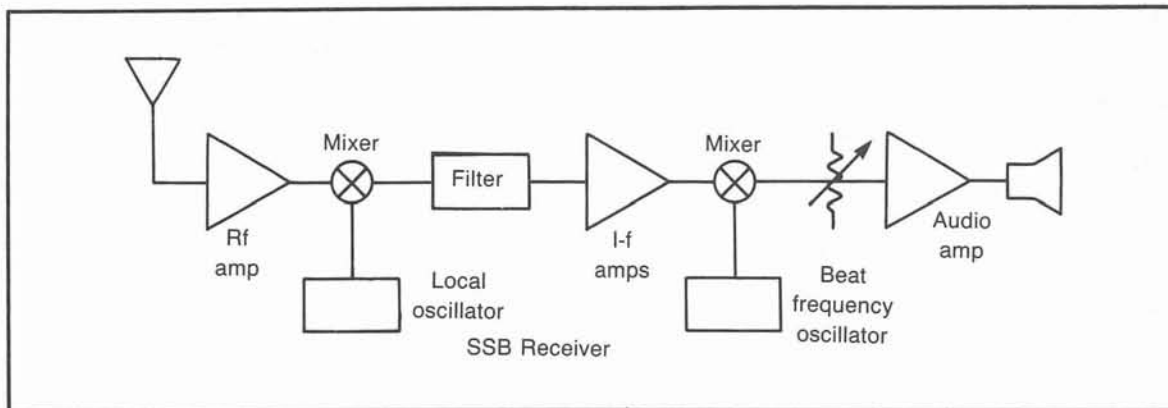 Mixer
Mixer
Filter
Rf
amp
I-f
amps
Audio
amp
Local
oscillator
Beat
frequency
oscillator
SSB Receiver